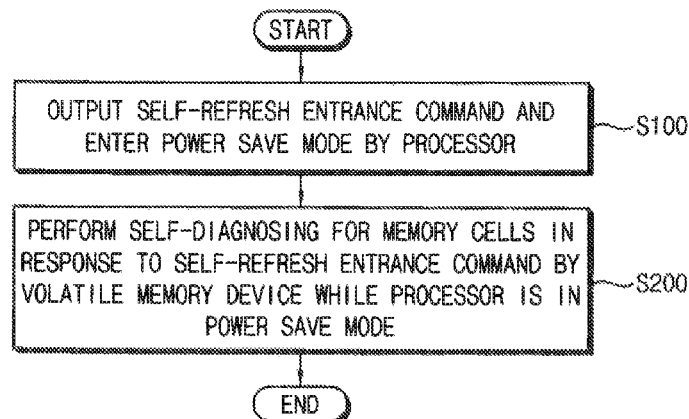 START
OUTPUT SELF-REFRESH ENTRANCE COMMAND AND
ENTER POWER SAVE MODE BY PROCESSOR
S100
PERFORM SELF-DIAGNOSING FOR MEMORY CELLS IN
RESPONSE TO SELF-REFRESH ENTRANCE COMMAND BY
VOLATILE MEMORY DEVICE WHILE PROCESSOR IS IN
POWER SAVE MODE
S200
END